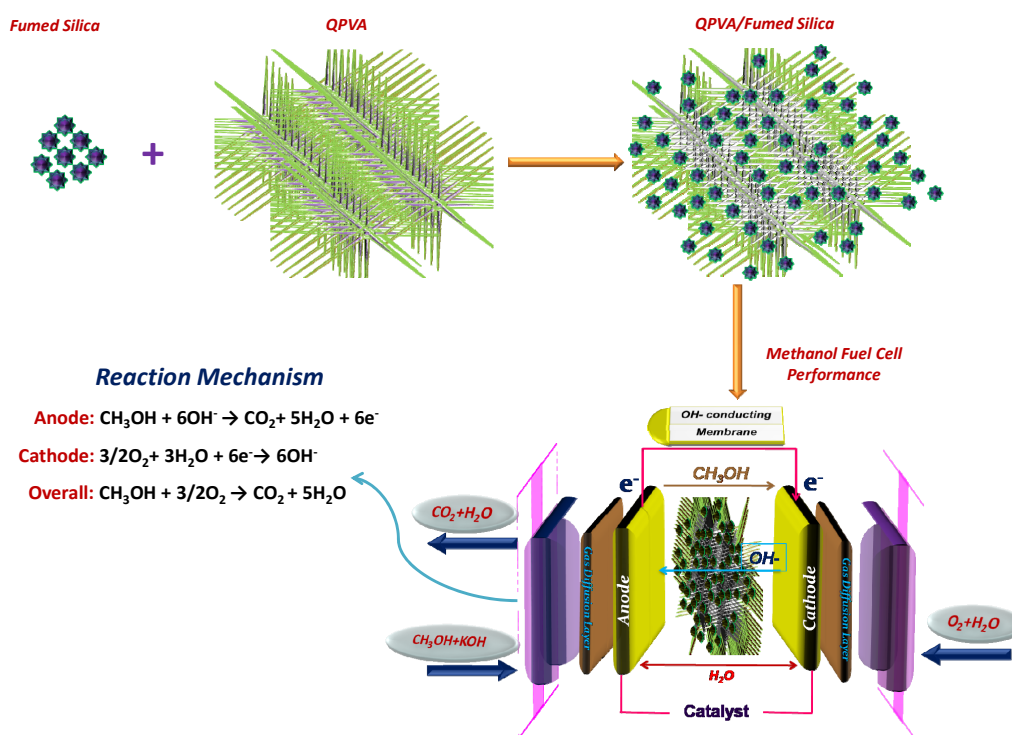 Fumed Silica
QPVA
QPVA/Fumed Silica
+
Methanol Fuel Cell
Performance
Reaction Mechanism
Anode: CH₃OH + 6OH⁻ → CO₂+ 5H₂O + 6e⁻
Cathode: 3/2O₂+ 3H₂O + 6e⁻→ 6OH⁻
Overall: CH₃OH + 3/2O₂ → CO₂ + 5H₂O
OH- conducting
Membrane
e⁻
CH₃OH
e⁻
CO₂+H₂O
Gas Diffusion Layer
Anode
OH-
Cathode
Gas Diffusion Layer
O₂+H₂O
CH₃OH+KOH
H₂O
Catalyst